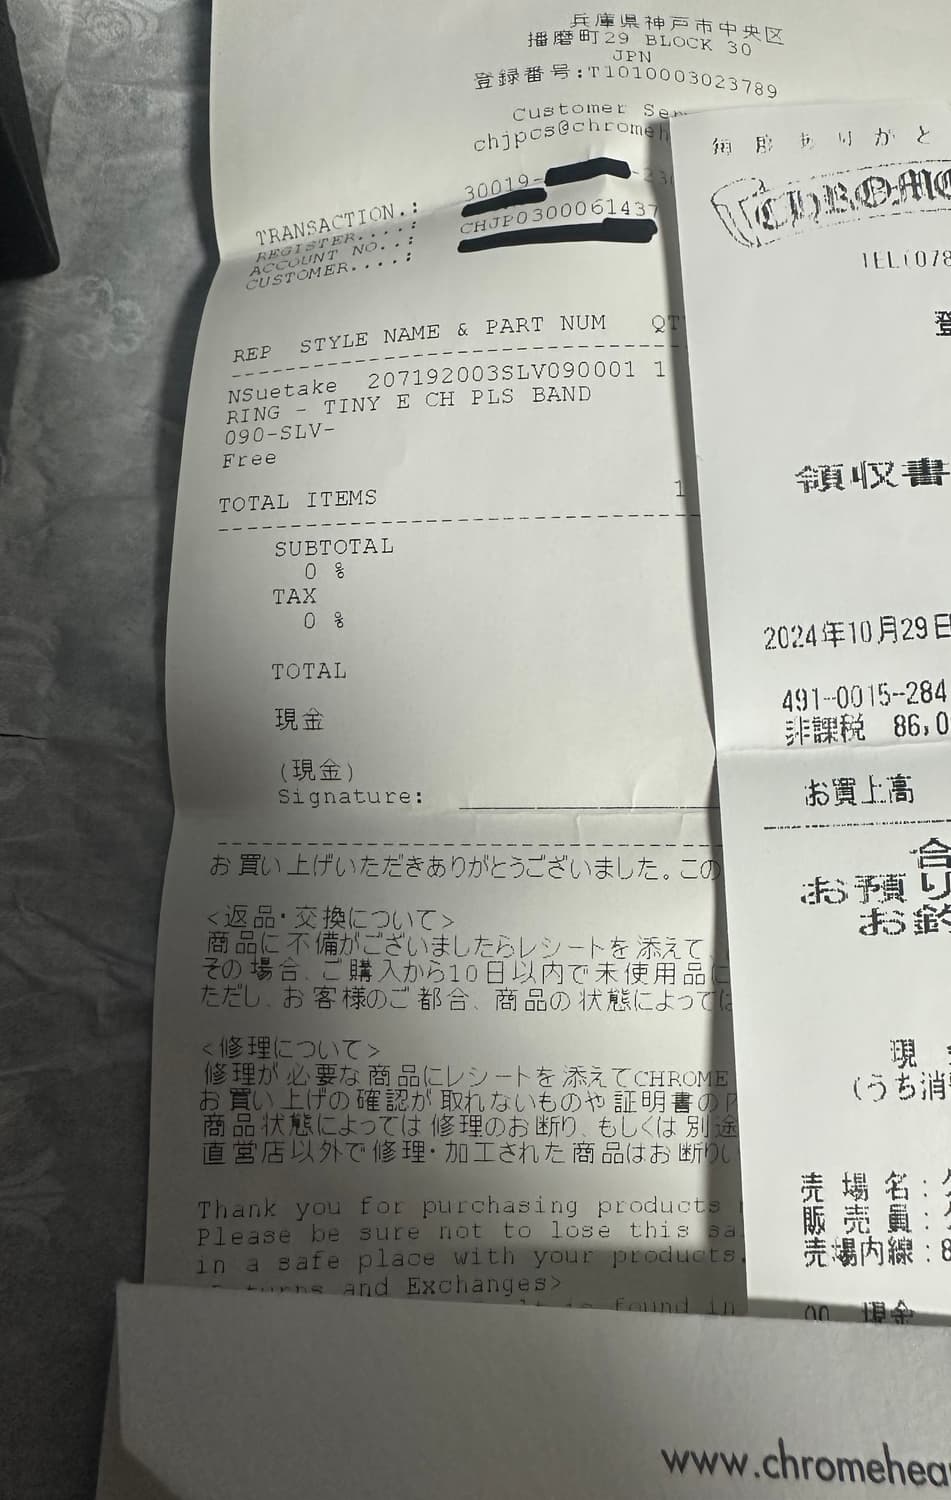 兵庫県神戸市中央区
播磨町29 BLOCK 30
JPN
登録番号:T1010003023789
Customer
chjpcs@chromeh
TRANSACTION.: 30019-
REGISTER....:
ACCOUNT NO..: CHJP0300061437
CUSTOMER....:
REP STYLE NAME & PART NUM
NSuetake 207192003SLV090001 1
RING - TINY E CH PLS BAND
090-SLV-
Free
TOTAL ITEMS 1
SUBTOTAL
0 %
TAX
0 %
TOTAL
現金
(現金)
Signature:
お買い上げいただきありがとうございました。この
<返品・交換について>
商品に不備がございましたらレシートを添えて
その場合、ご購入から10日以内で未使用品に
ただし、お客様のご都合、商品の状態によっては
<修理について>
修理が必要な商品にレシートを添えてCHROME
お買い上げの確認が取れないものや証明書の
商品状態によっては修理のお断り、もしくは別途
直営店以外で修理・加工された商品はお断り
Thank you for purchasing products
Please be sure not to lose this
in a safe place with your products.
and Exchanges>
is found in
毎度ありがと
CHROME
TEL(078
登
領収書
2024年10月29日
491-0015-284
非課税 86,0
お買上高
合
お預り
お釣
現
(うち消
売場名:
販売員:
売場内線:8
00 現金
www.chromehea